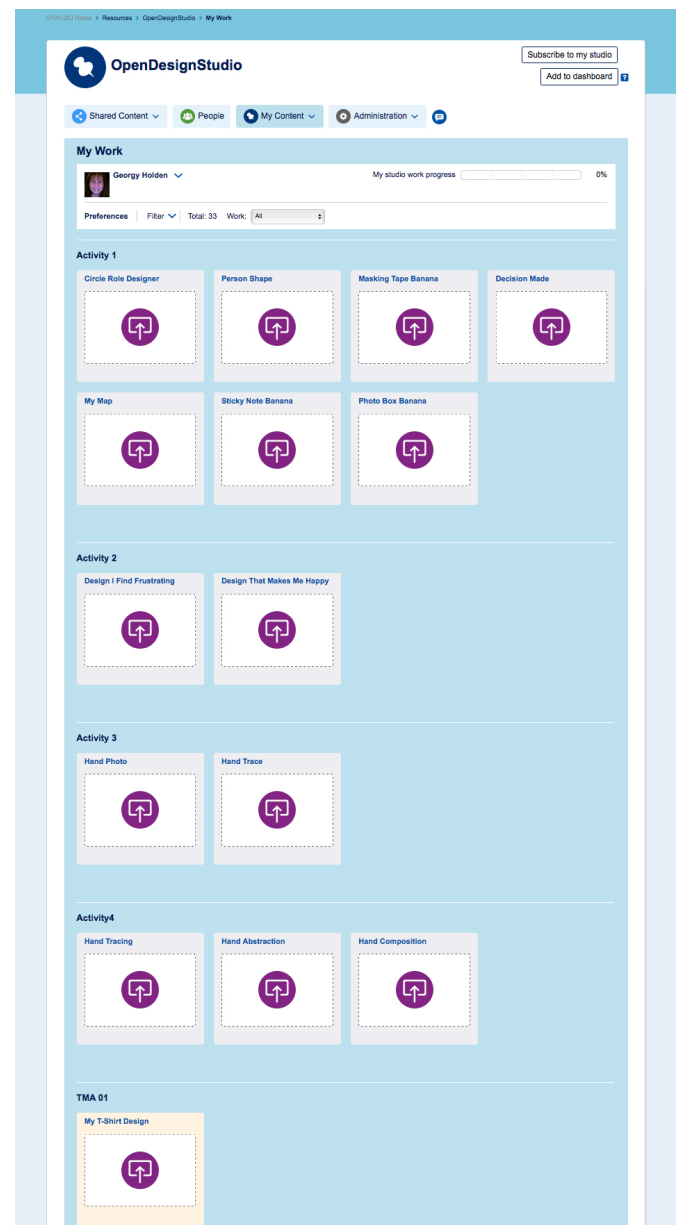 U101-20J Home > Resources > OpenDesignStudio > My Work
OpenDesignStudio
Subscribe to my studio
Add to dashboard ?
Shared Content People My Content Administration
My Work
Georgy Holden My studio work progress 0%
Preferences Filter Total: 33 Work: All
Activity 1
Circle Role Designer Person Shape Masking Tape Banana Decision Made
My Map Sticky Note Banana Photo Box Banana
Activity 2
Design I Find Frustrating Design That Makes Me Happy
Activity 3
Hand Photo Hand Trace
Activity4
Hand Tracing Hand Abstraction Hand Composition
TMA 01
My T-Shirt Design